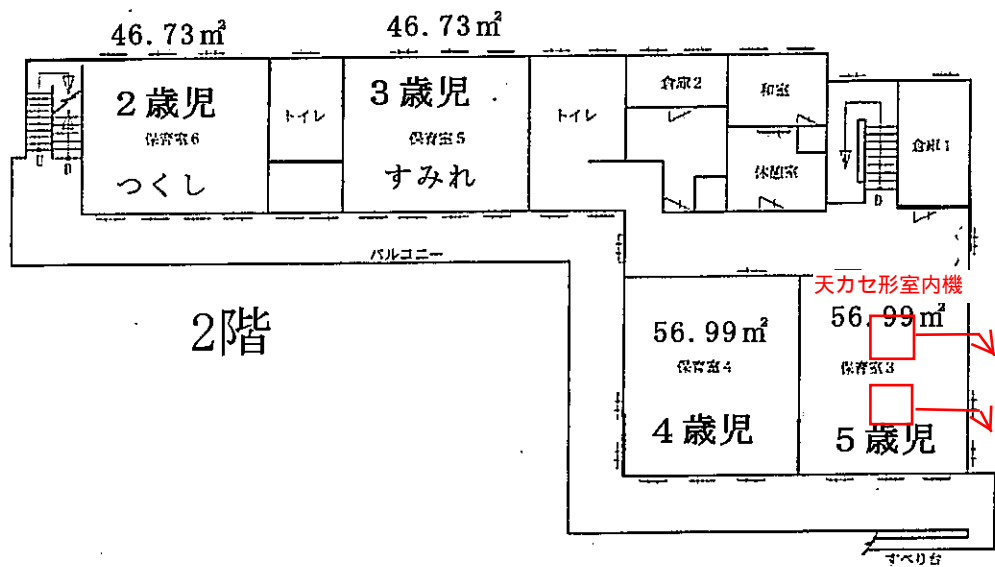 46.73㎡
46.73㎡
2歳児
保育室6
つくし
トイレ
3歳児
保育室5
すみれ
トイレ
倉庫2
和室
休憩室
倉庫1
U
D
D
バルコニー
2階
天カセ形室内機
56.99㎡
保育室4
4歳児
56.99㎡
保育室3
5歳児
すべり台